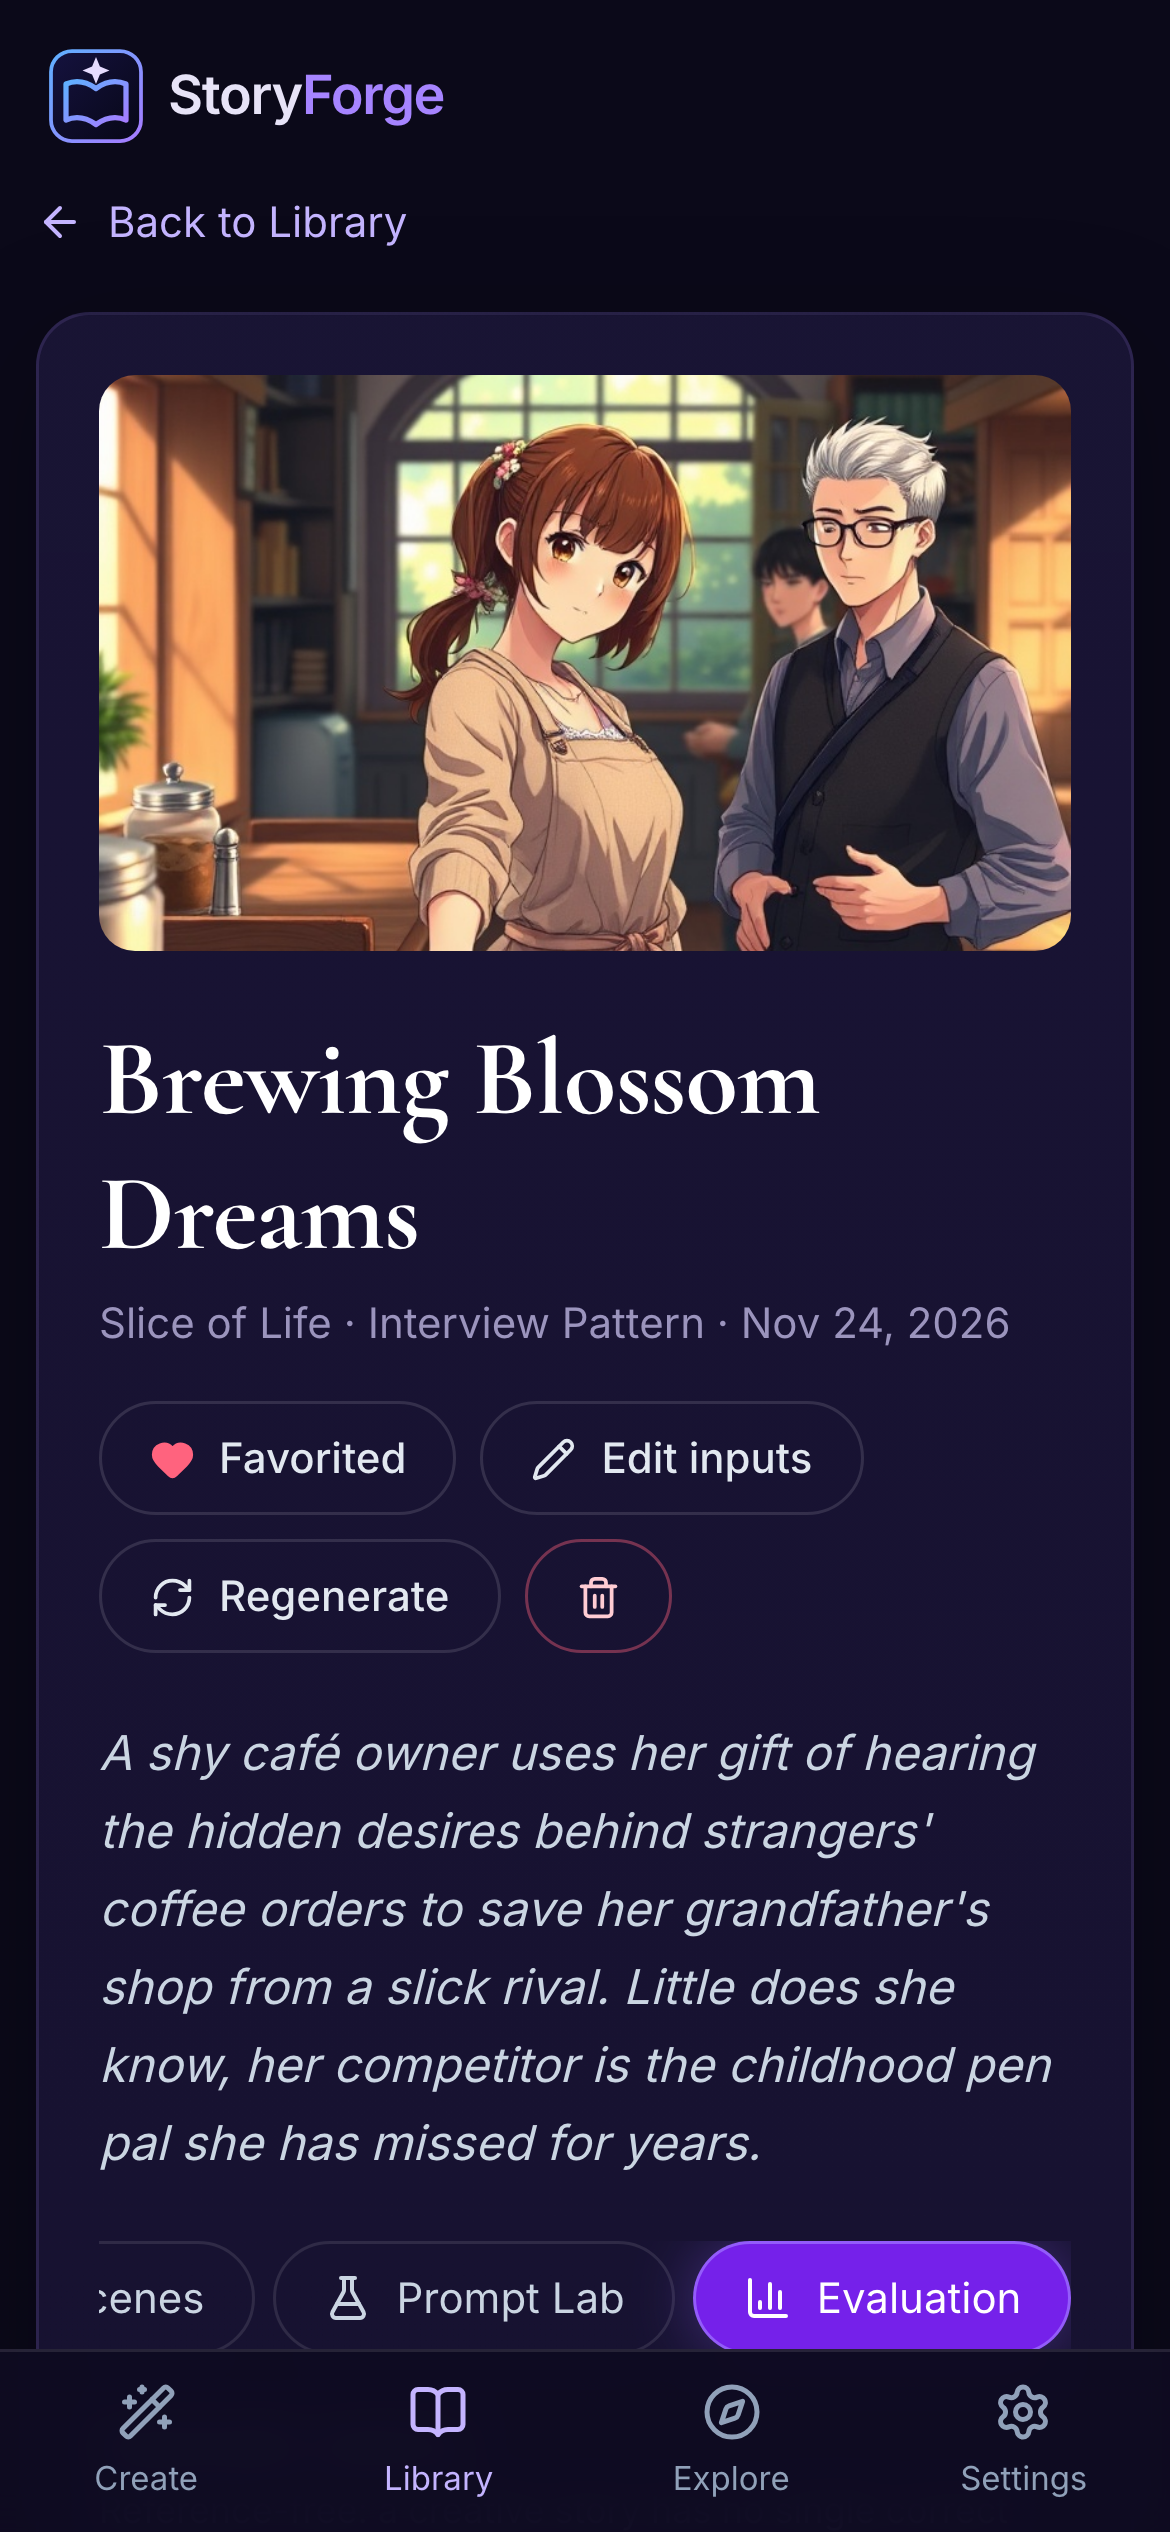 StoryForge
Back to Library
Brewing Blossom
Dreams
Slice of Life · Interview Pattern · Nov 24, 2026
Favorited
Edit inputs
Regenerate
A shy café owner uses her gift of hearing
the hidden desires behind strangers'
coffee orders to save her grandfather's
shop from a slick rival. Little does she
know, her competitor is the childhood pen
pal she has missed for years.
cenes
Prompt Lab
Evaluation
Create
Library
Explore
Settings